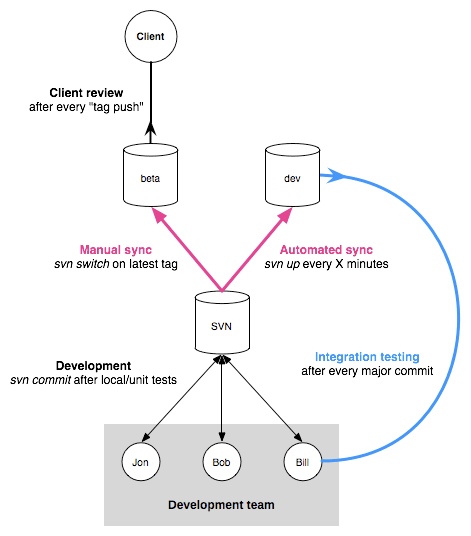 Client
Client review
after every "tag push"
beta
dev
Manual sync
svn switch on latest tag
Automated sync
svn up every X minutes
SVN
Integration testing
after every major commit
Development
svn commit after local/unit tests
Jon
Bob
Bill
Development team